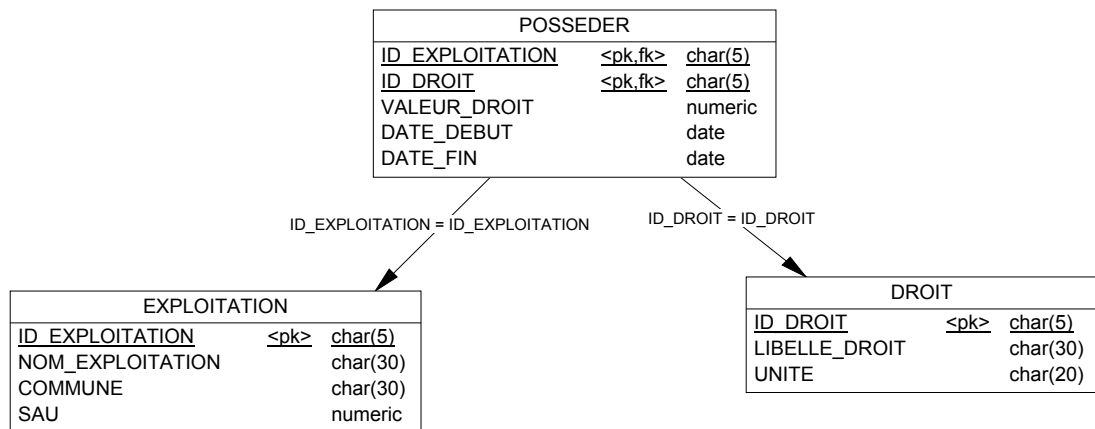 POSSEDER
ID_EXPLOITATION <pk,fk> char(5)
ID_DROIT <pk,fk> char(5)
VALEUR_DROIT numeric
DATE_DEBUT date
DATE_FIN date
ID_EXPLOITATION = ID_EXPLOITATION
ID_DROIT = ID_DROIT
EXPLOITATION
ID_EXPLOITATION <pk> char(5)
NOM_EXPLOITATION char(30)
COMMUNE char(30)
SAU numeric
DROIT
ID_DROIT <pk> char(5)
LIBELLE_DROIT char(30)
UNITE char(20)